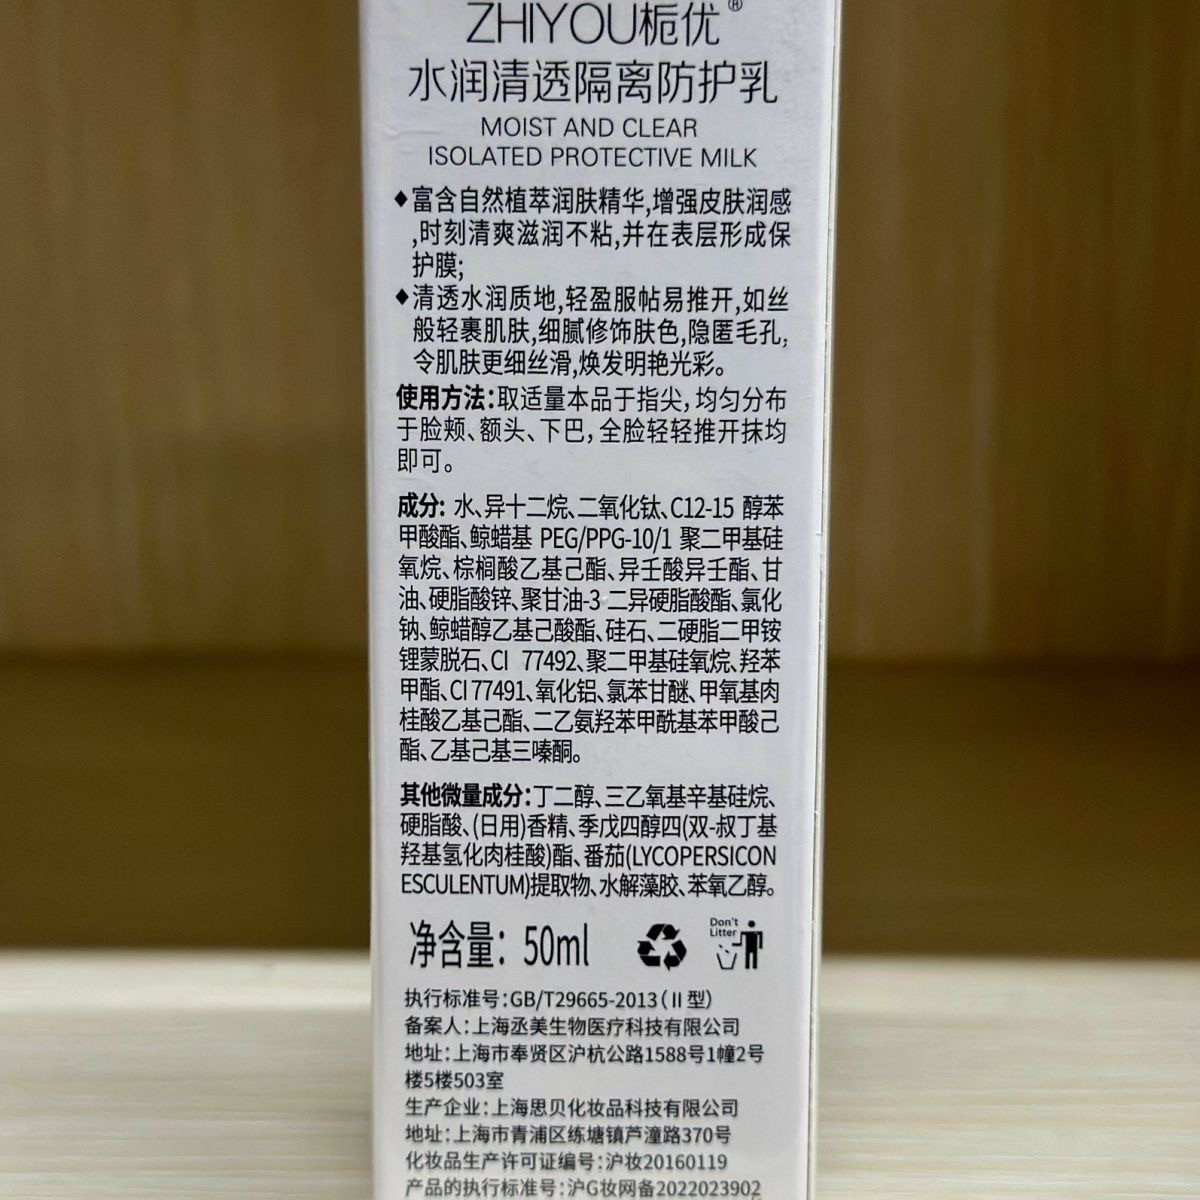 ZHIYOU栀优®
水润清透隔离防护乳
MOIST AND CLEAR
ISOLATED PROTECTIVE MILK
◆富含自然植萃润肤精华,增强皮肤润感
,时刻清爽滋润不粘,并在表层形成保
护膜;
◆清透水润质地,轻盈服帖易推开,如丝
般轻裹肌肤,细腻修饰肤色,隐匿毛孔,
令肌肤更细丝滑,焕发明艳光彩。
使用方法:取适量本品于指尖,均匀分布
于脸颊、额头、下巴,全脸轻轻推开抹均
即可。
成分: 水、异十二烷、二氧化钛、C12-15 醇苯
甲酸酯、鲸蜡基 PEG/PPG-10/1 聚二甲基硅
氧烷、棕榈酸乙基己酯、异壬酸异壬酯、甘
油、硬脂酸锌、聚甘油-3 二异硬脂酸酯、氯化
钠、鲸蜡醇乙基己酸酯、硅石、二硬脂二甲铵
锂蒙脱石、CI 77492、聚二甲基硅氧烷、羟苯
甲酯、CI 77491、氧化铝、氯苯甘醚、甲氧基肉
桂酸乙基己酯、二乙氨羟苯甲酰基苯甲酸己
酯、乙基己基三嗪酮。
其他微量成分:丁二醇、三乙氧基辛基硅烷、
硬脂酸、(日用)香精、季戊四醇四(双-叔丁基
羟基氢化肉桂酸)酯、番茄(LYCOPERSICON
ESCULENTUM)提取物、水解藻胶、苯氧乙醇。
净含量: 50ml
Don't
Litter
执行标准号:GB/T29665-2013(II型)
备案人:上海丞美生物医疗科技有限公司
地址:上海市奉贤区沪杭公路1588号1幢2号
楼5楼503室
生产企业:上海思贝化妆品科技有限公司
地址:上海市青浦区练塘镇芦潼路370号
化妆品生产许可证编号:沪妆20160119
产品的执行标准号:沪G妆网备2022023902